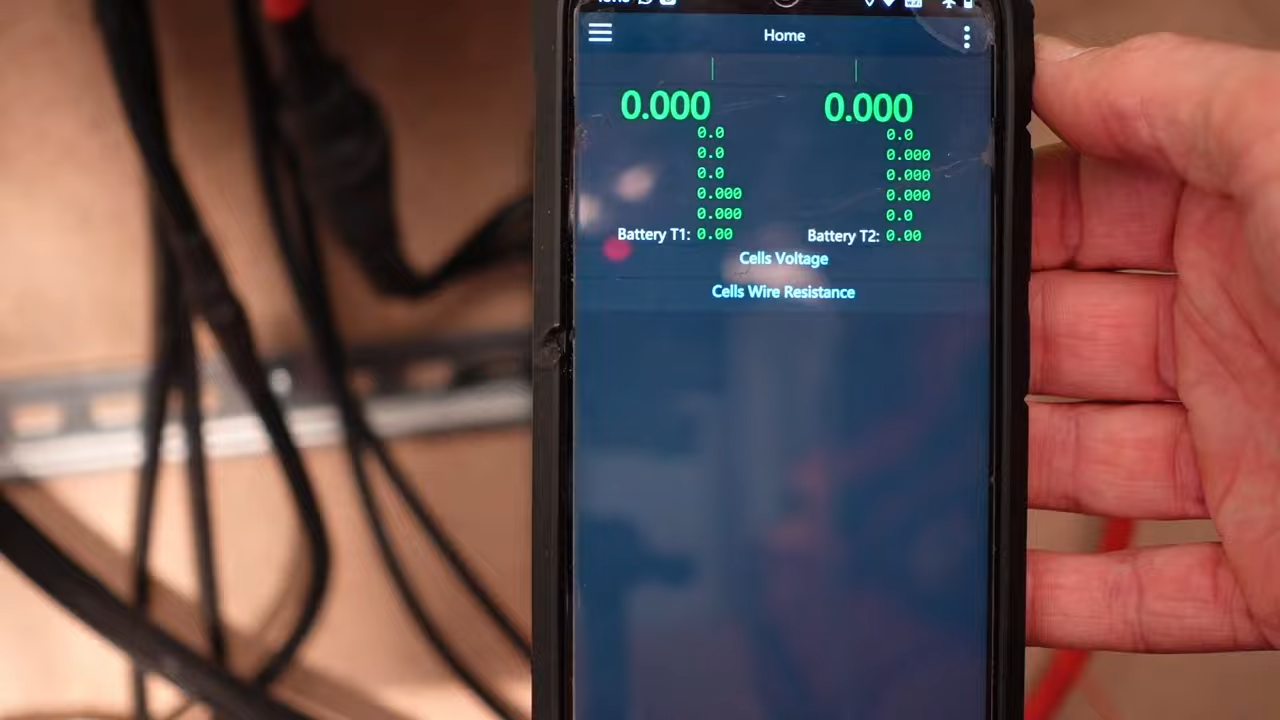 Home
0.000 0.000
0.0 0.0
0.0 0.000
0.0 0.000
0.000 0.000
0.000 0.0
Battery T1: 0.00 Battery T2: 0.00
Cells Voltage
Cells Wire Resistance